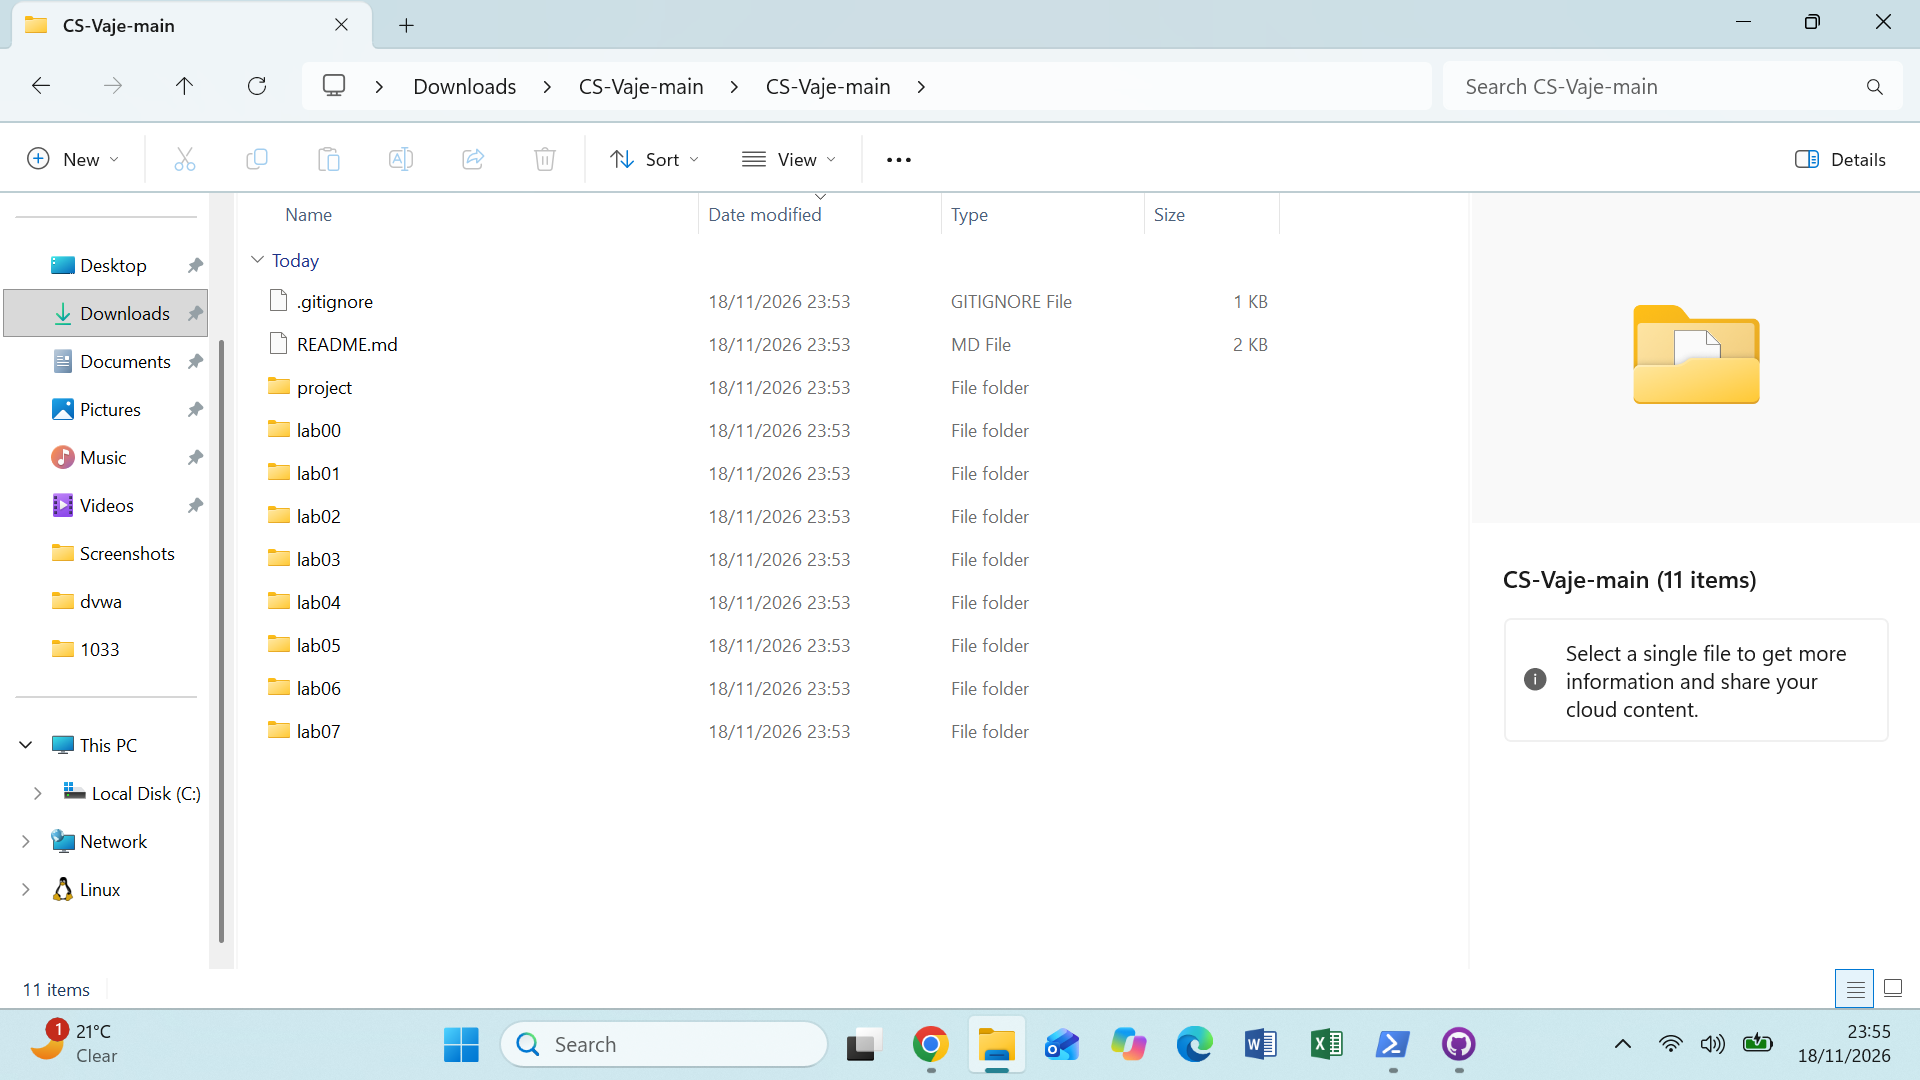 CS-Vaje-main
Downloads
CS-Vaje-main
CS-Vaje-main
Search CS-Vaje-main
New
Sort
View
Details
Name
Date modified
Type
Size
Today
.gitignore 18/11/2026 23:53 GITIGNORE File 1 KB
README.md 18/11/2026 23:53 MD File 2 KB
project 18/11/2026 23:53 File folder
lab00 18/11/2026 23:53 File folder
lab01 18/11/2026 23:53 File folder
lab02 18/11/2026 23:53 File folder
lab03 18/11/2026 23:53 File folder
lab04 18/11/2026 23:53 File folder
lab05 18/11/2026 23:53 File folder
lab06 18/11/2026 23:53 File folder
lab07 18/11/2026 23:53 File folder
Desktop
Downloads
Documents
Pictures
Music
Videos
Screenshots
dvwa
1033
This PC
Local Disk (C:)
Network
Linux
CS-Vaje-main (11 items)
Select a single file to get more
information and share your
cloud content.
11 items
1
21°C
Clear
Search
23:55
18/11/2026